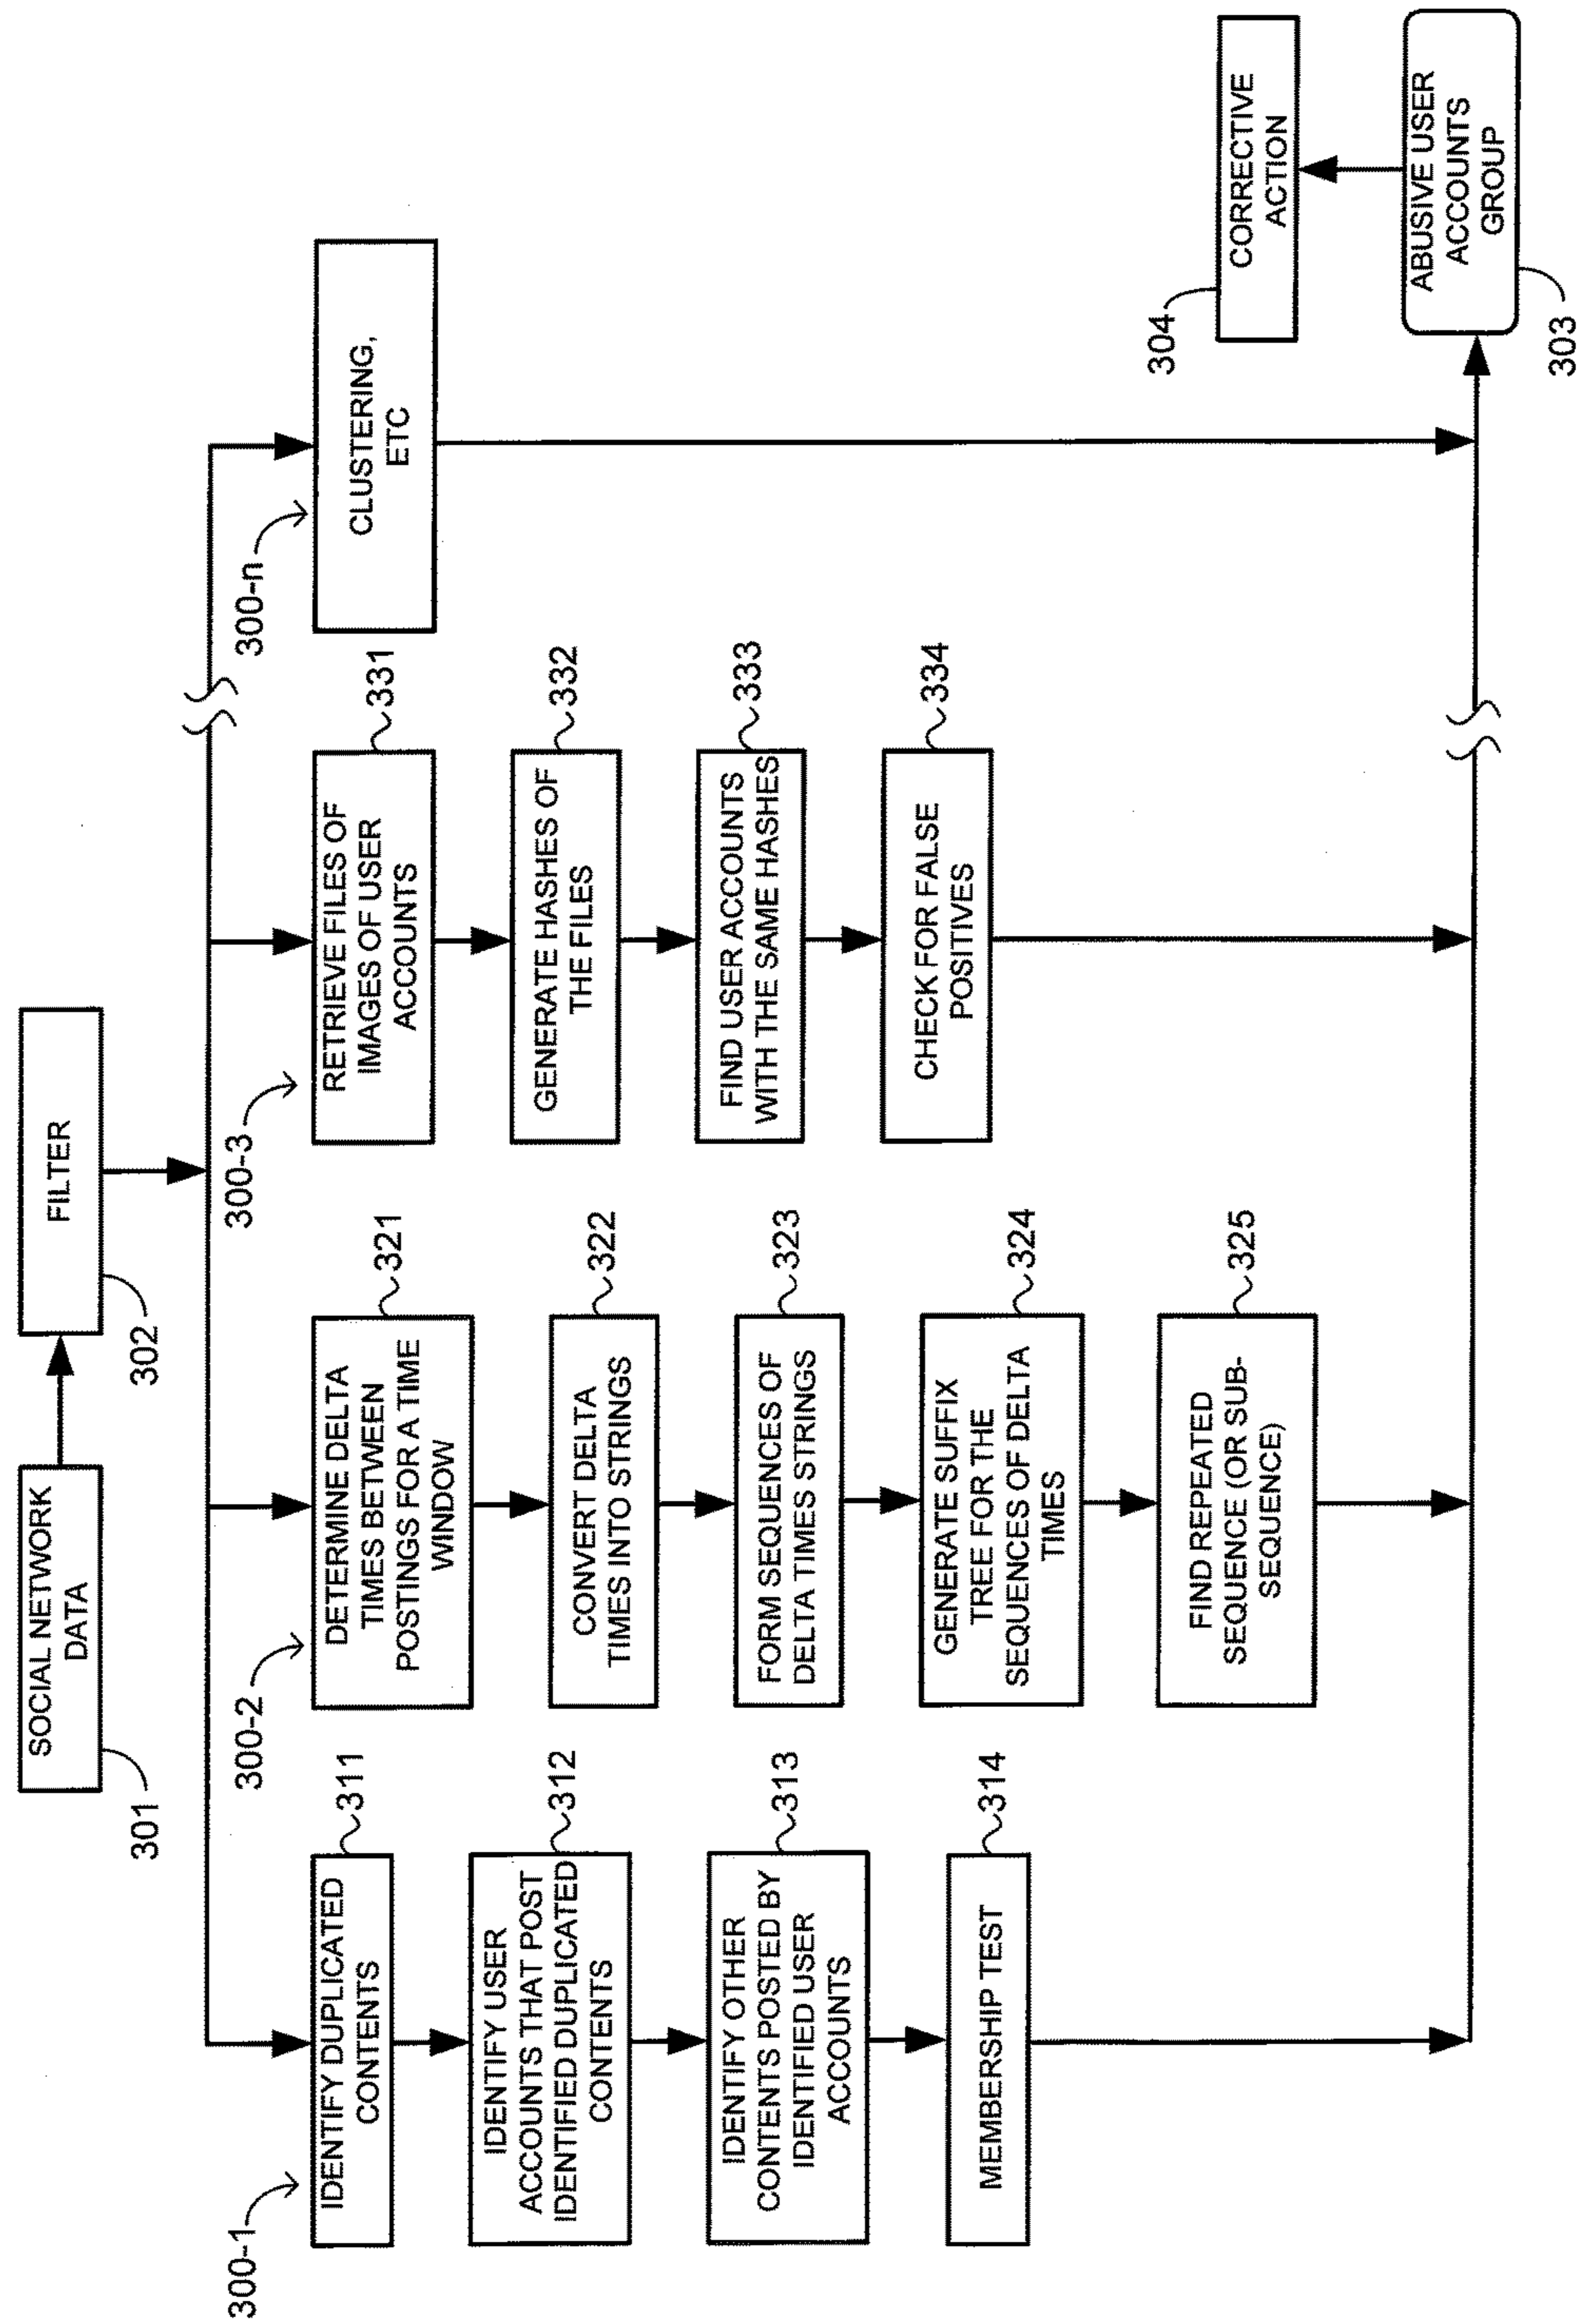 SOCIAL NETWORK
DATA
301
FILTER
302
300-1
IDENTIFY DUPLICATED
CONTENTS
311
IDENTIFY USER
ACCOUNTS THAT POST
IDENTIFIED DUPLICATED
CONTENTS
312
IDENTIFY OTHER
CONTENTS POSTED BY
IDENTIFIED USER
ACCOUNTS
313
MEMBERSHIP TEST
314
300-2
DETERMINE DELTA
TIMES BETWEEN
POSTINGS FOR A TIME
WINDOW
321
CONVERT DELTA
TIMES INTO STRINGS
322
FORM SEQUENCES OF
DELTA TIMES STRINGS
323
GENERATE SUFFIX
TREE FOR THE
SEQUENCES OF DELTA
TIMES
324
FIND REPEATED
SEQUENCE (OR SUB-
SEQUENCE)
325
300-3
RETRIEVE FILES OF
IMAGES OF USER
ACCOUNTS
331
GENERATE HASHES OF
THE FILES
332
FIND USER ACCOUNTS
WITH THE SAME HASHES
333
CHECK FOR FALSE
POSITIVES
334
300-n
CLUSTERING,
ETC
304
CORRECTIVE
ACTION
ABUSIVE USER
ACCOUNTS
GROUP
303